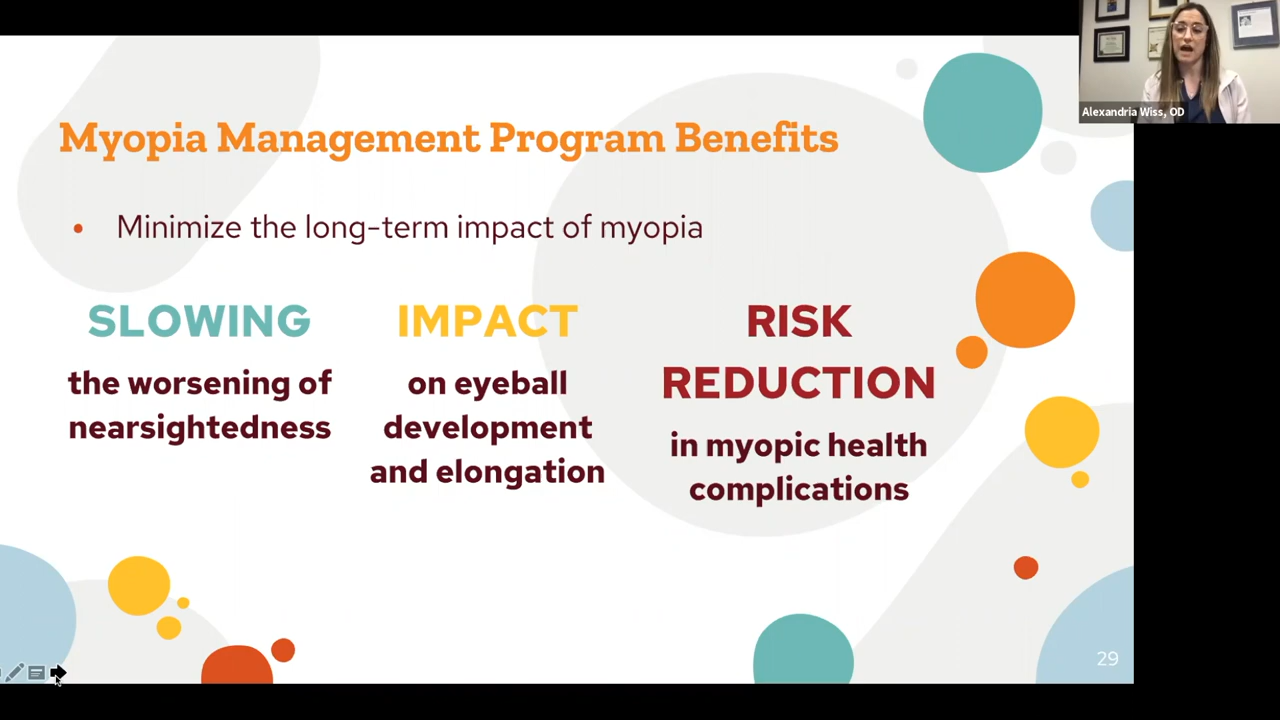 Myopia Management Program Benefits
• Minimize the long-term impact of myopia
SLOWING
the worsening of
nearsightedness
IMPACT
on eyeball
development
and elongation
RISK
REDUCTION
in myopic health
complications
29
Alexandria Wiss, OD